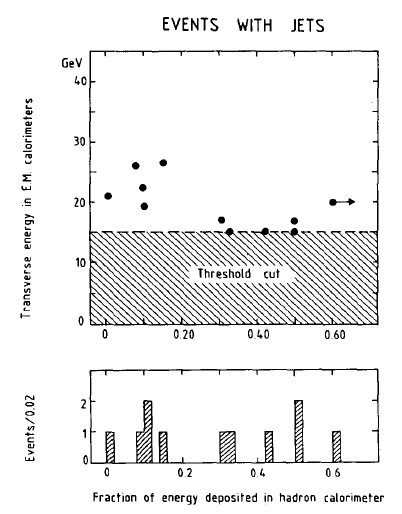 EVENTS WITH JETS
GeV
40
30
20
10
0
Transverse energy in E.M. calorimeters
Threshold cut
0 0.20 0.40 0.60
2
1
0
Events/0.02
0 0.2 0.4 0.6
Fraction of energy deposited in hadron calorimeter